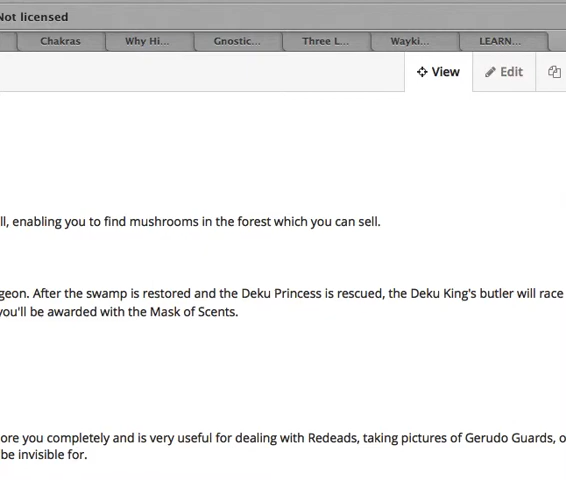 Not licensed
Chakras Why Hi... Gnostic... Three L... Wayki... LEARN...
View Edit
ll, enabling you to find mushrooms in the forest which you can sell.
geon. After the swamp is restored and the Deku Princess is rescued, the Deku King's butler will race
you'll be awarded with the Mask of Scents.
ore you completely and is very useful for dealing with Redeads, taking pictures of Gerudo Guards, o
be invisible for.